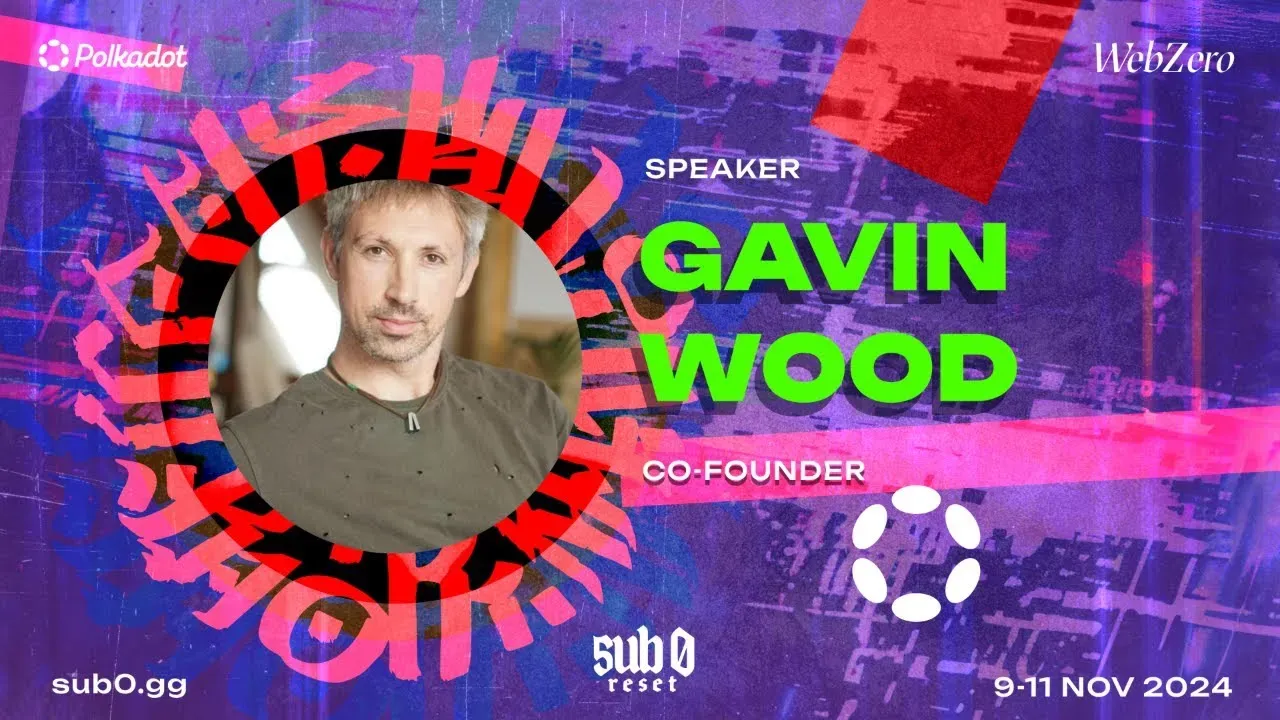 Polkadot
WebZero
SPEAKER
GAVIN
WOOD
CO-FOUNDER
sub0
reset
sub0.gg
9-11 NOV 2024